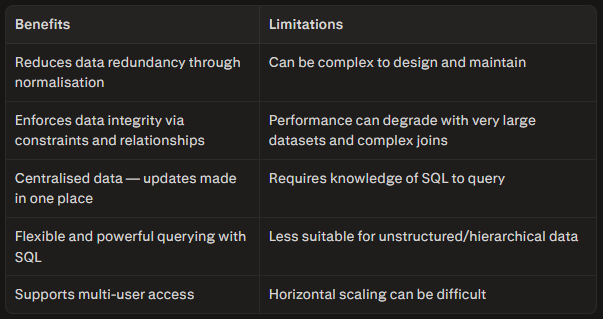 Benefits
Limitations
Reduces data redundancy through
normalisation
Can be complex to design and maintain
Enforces data integrity via
constraints and relationships
Performance can degrade with very large
datasets and complex joins
Centralised data — updates made
in one place
Requires knowledge of SQL to query
Flexible and powerful querying with
SQL
Less suitable for unstructured/hierarchical data
Supports multi-user access
Horizontal scaling can be difficult